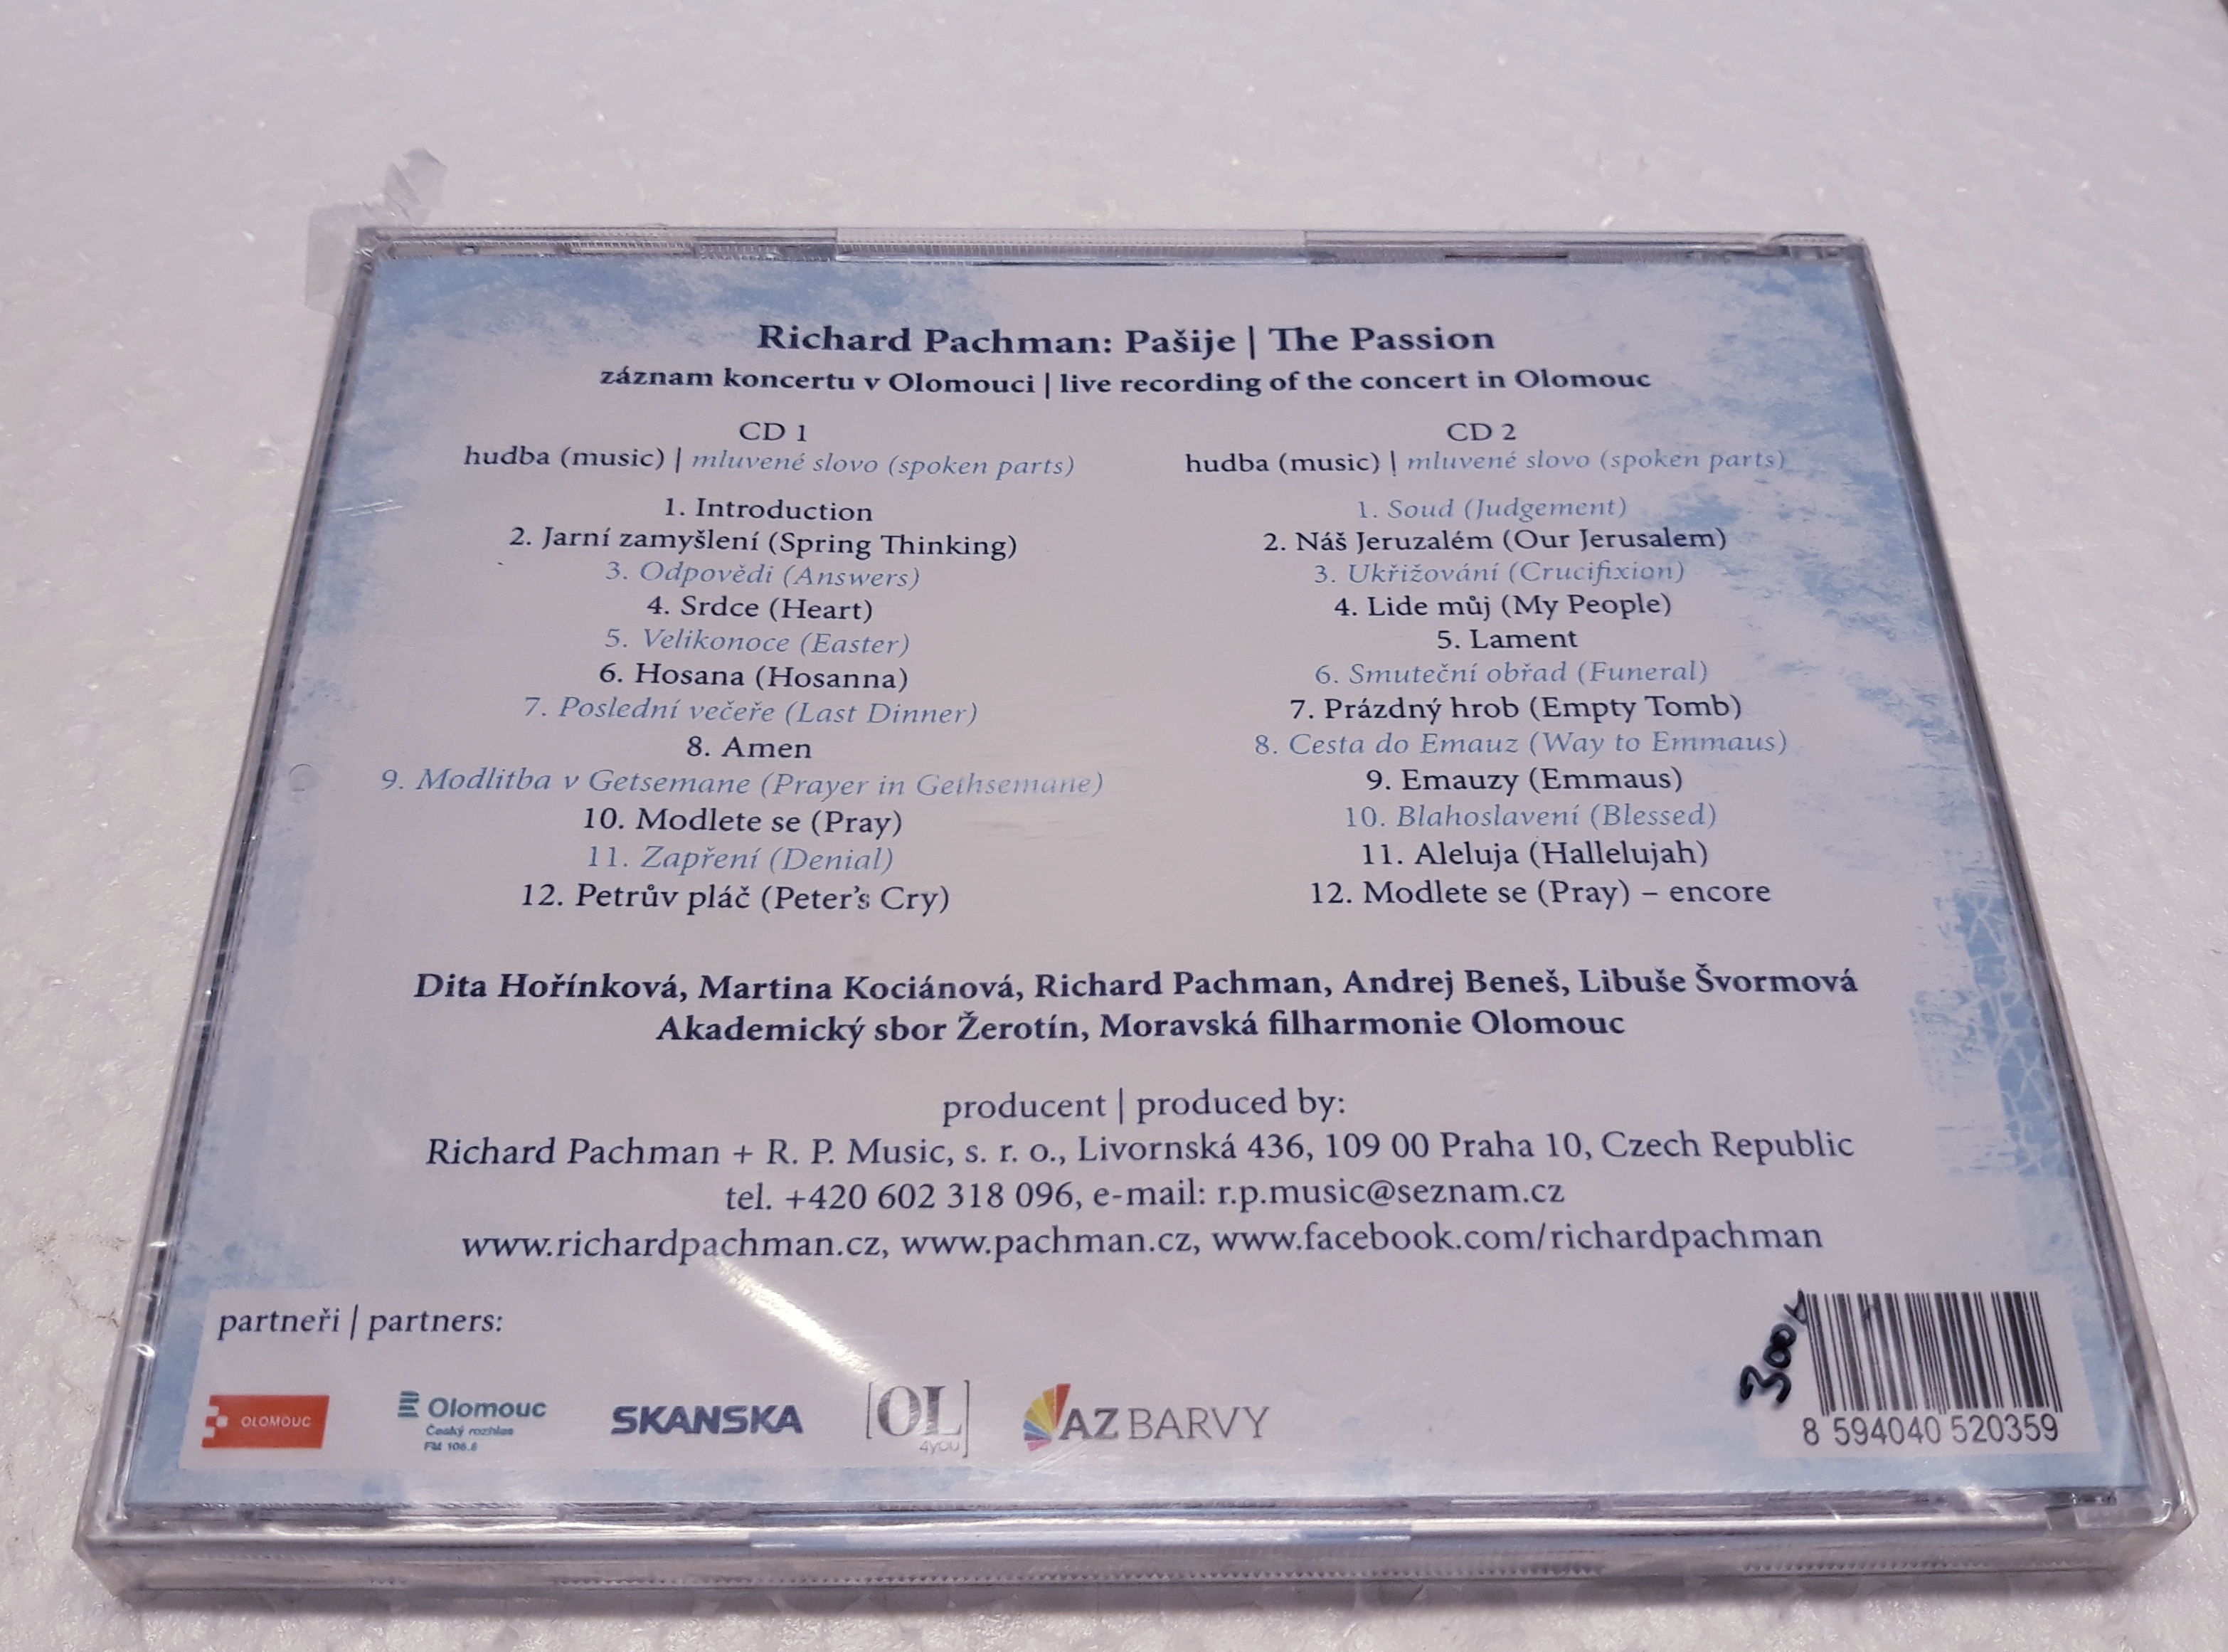 Richard Pachman: Pašije | The Passion
záznam koncertu v Olomouci | live recording of the concert in Olomouc
CD 1
hudba (music) | mluvené slovo (spoken parts)
1. Introduction
2. Jarní zamyšlení (Spring Thinking)
3. Odpovědi (Answers)
4. Srdce (Heart)
5. Velikonoce (Easter)
6. Hosana (Hosanna)
7. Poslední večeře (Last Dinner)
8. Amen
9. Modlitba v Getsemane (Prayer in Gethsemane)
10. Modlete se (Pray)
11. Zapření (Denial)
12. Petrův pláč (Peter's Cry)
CD 2
hudba (music) | mluvené slovo (spoken parts)
1. Soud (Judgement)
2. Náš Jeruzalém (Our Jerusalem)
3. Ukřižování (Crucifixion)
4. Lide můj (My People)
5. Lament
6. Smuteční obřad (Funeral)
7. Prázdný hrob (Empty Tomb)
8. Cesta do Emauz (Way to Emmaus)
9. Emauzy (Emmaus)
10. Blahoslavení (Blessed)
11. Aleluja (Hallelujah)
12. Modlete se (Pray) – encore
Dita Hořínková, Martina Kociánová, Richard Pachman, Andrej Beneš, Libuše Švormová
Akademický sbor Žerotín, Moravská filharmonie Olomouc
producent | produced by:
Richard Pachman + R. P. Music, s. r. o., Livornská 436, 109 00 Praha 10, Czech Republic
tel. +420 602 318 096, e-mail: r.p.music@seznam.cz
www.richardpachman.cz, www.pachman.cz, www.facebook.com/richardpachman
partneři | partners:
OLOMOUC
Olomouc
Český rozhlas
FM 106.8
SKANSKA
[OL]
4YOU
AZ BARVY
8 594040 520359